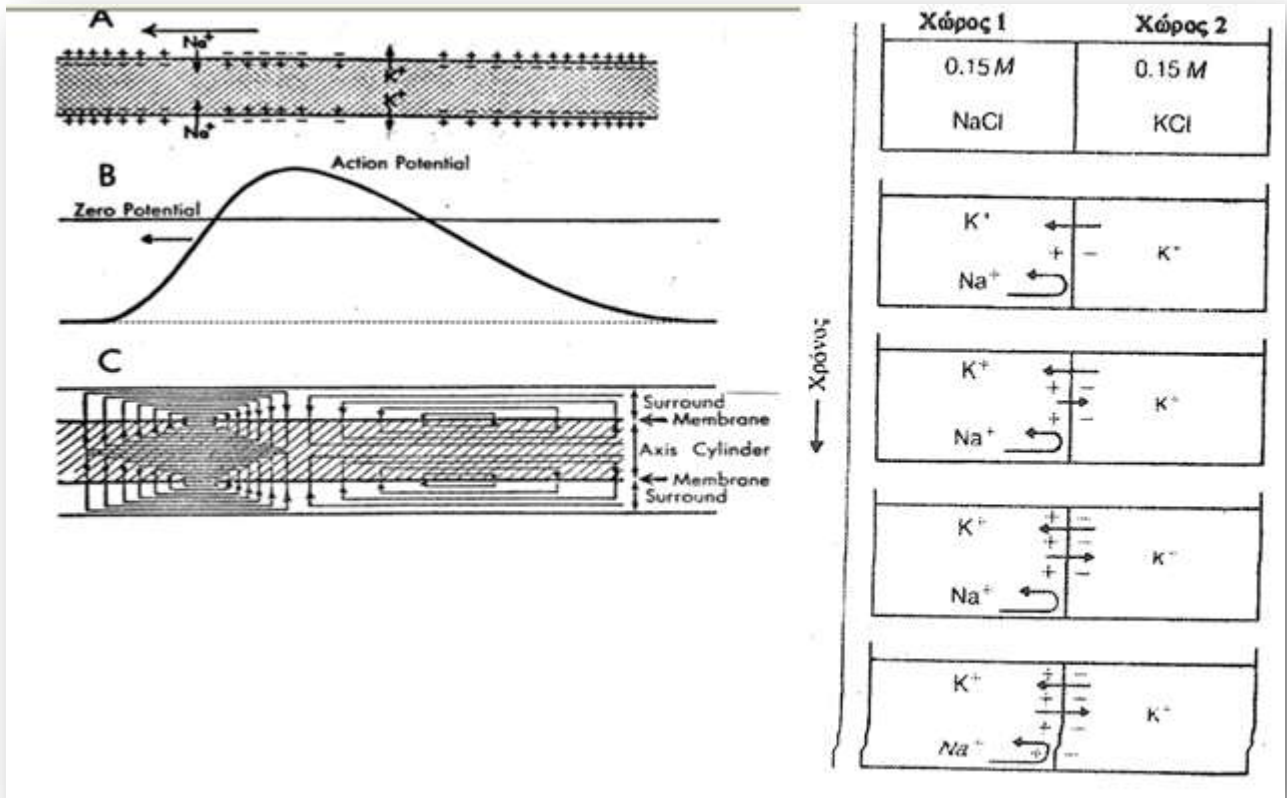 A
Na+
K+
K+
Na+
B
Action Potential
Zero Potential
C
Surround
Membrane
Axis Cylinder
Membrane
Surround
Χώρος 1 Χώρος 2
0.15 M 0.15 M
NaCl KCl
Χρόνος
K+
+ − K+
Na+
K+
+ −
K+
+ −
Na+
K+
+ −
+ −
K+
+ −
Na+
+ −
K+
+ −
K+
+ −
Na+
+ −